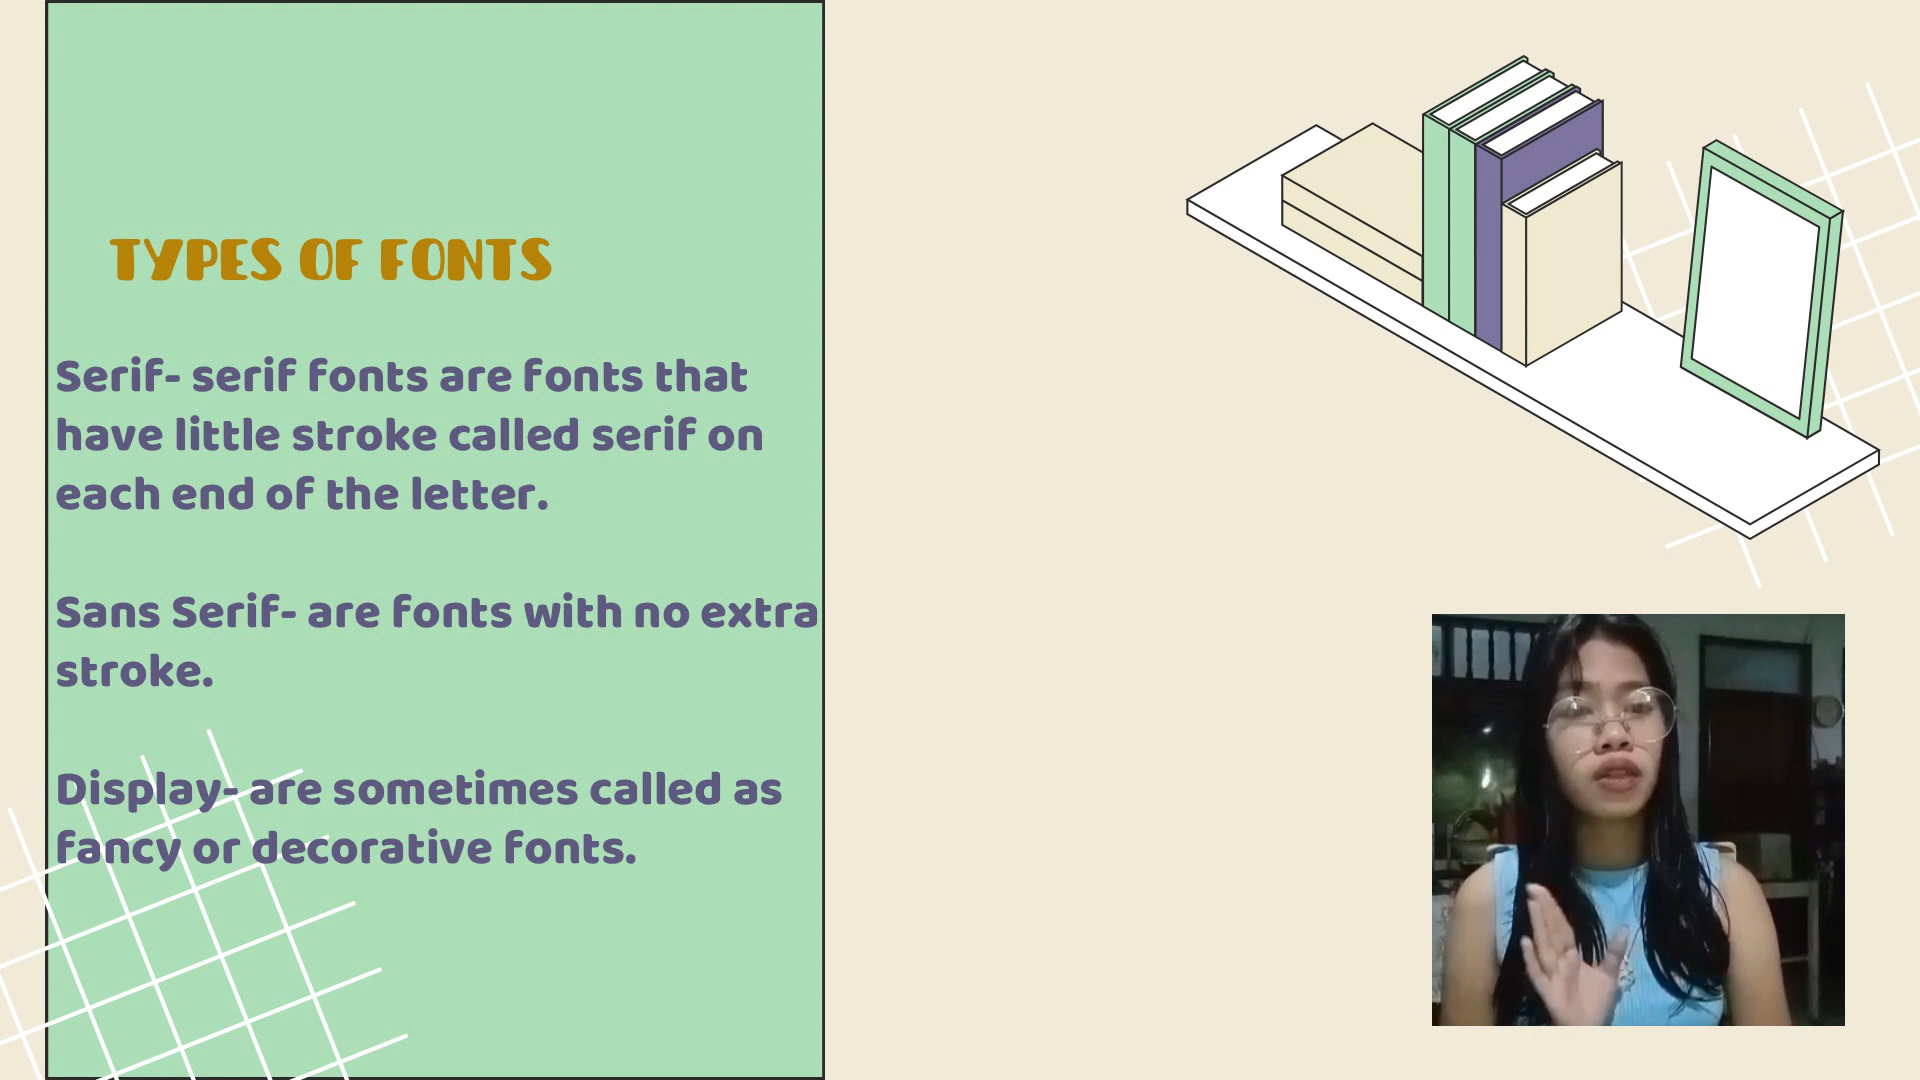 TYPES OF FONTS
Serif- serif fonts are fonts that
have little stroke called serif on
each end of the letter.
Sans Serif- are fonts with no extra
stroke.
Display- are sometimes called as
fancy or decorative fonts.